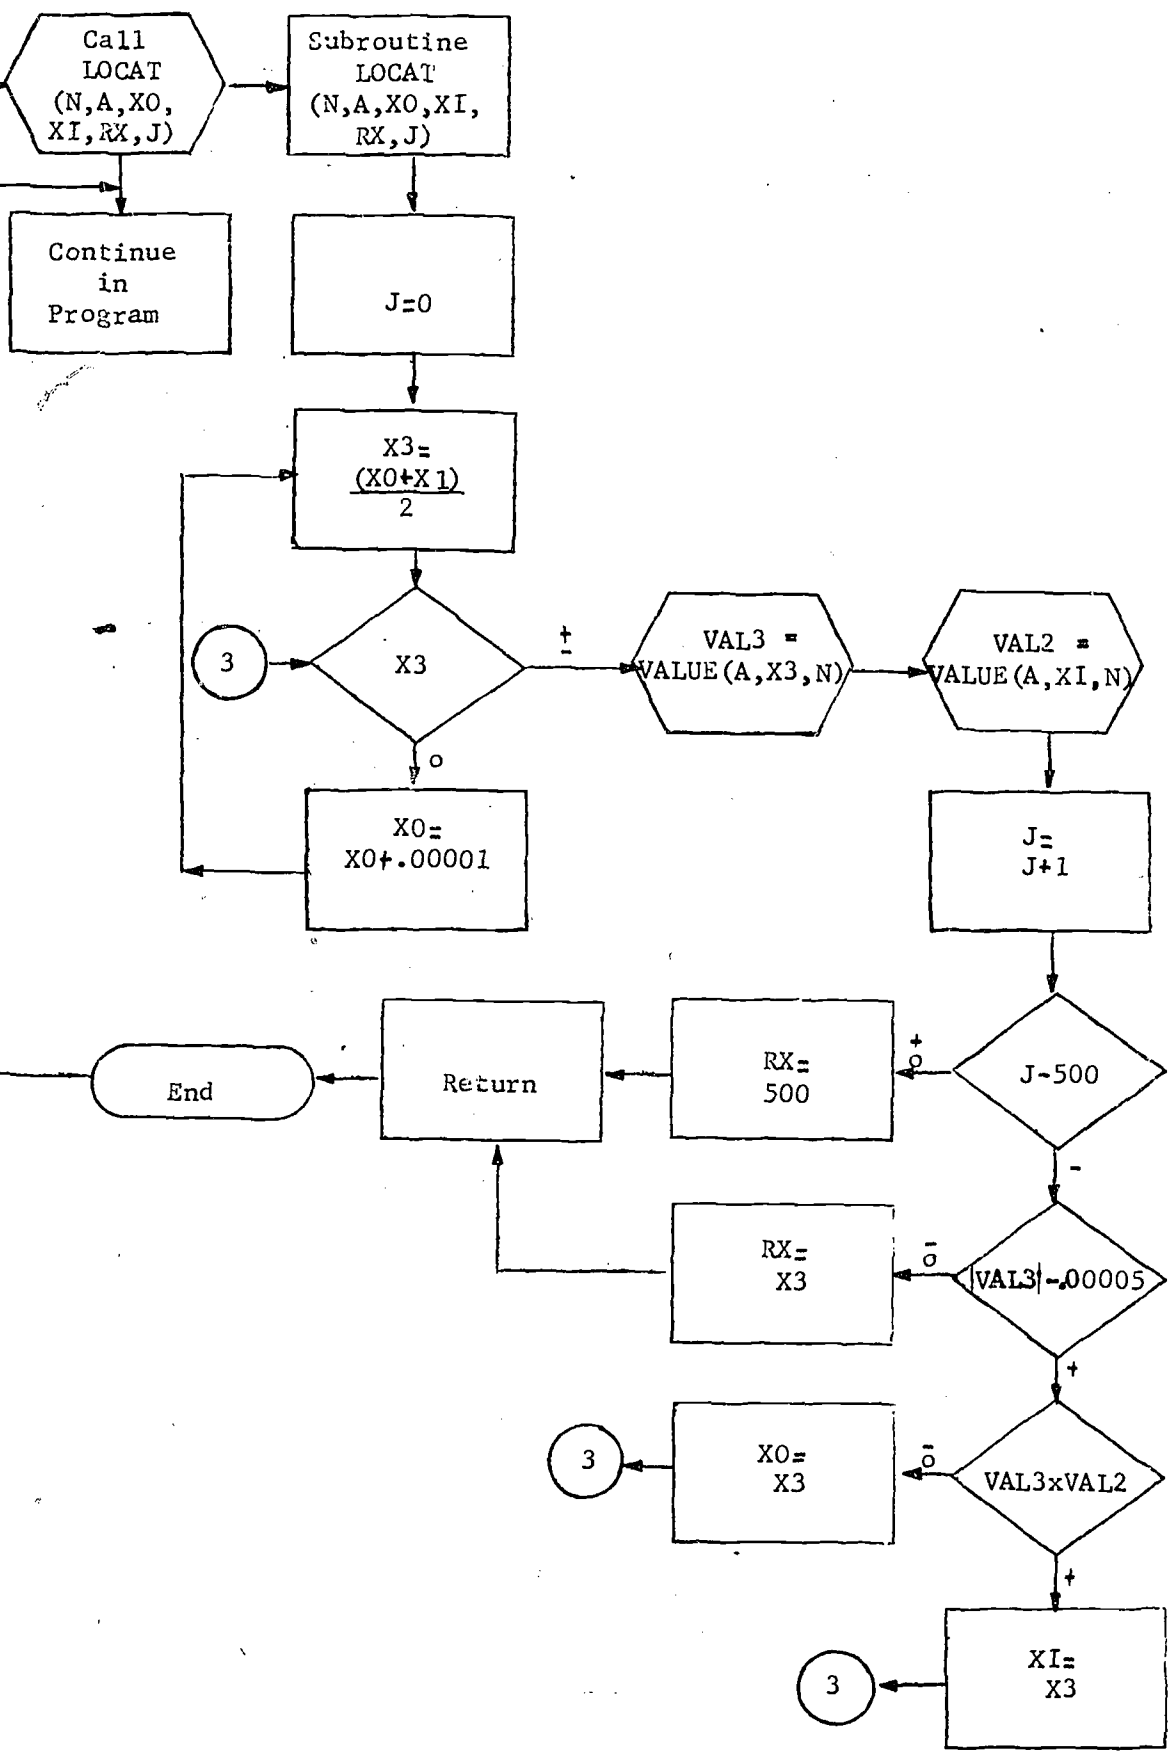 Call
LOCAT
(N,A,XO,
XI,RX,J)
Subroutine
LOCAT
(N,A,XO,XI,
RX,J)
Continue
in
Program
J=0
X3=
(XO+X1)
2
3
X3
±
VAL3 =
VALUE(A,X3,N)
VAL2 =
VALUE(A,XI,N)
o
XO=
XO+.00001
J=
J+1
End
Return
RX=
500
+
o
J-500
-
RX=
X3
-
o
|VAL3|-.00005
+
3
XO=
X3
-
o
VAL3xVAL2
+
3
XI=
X3